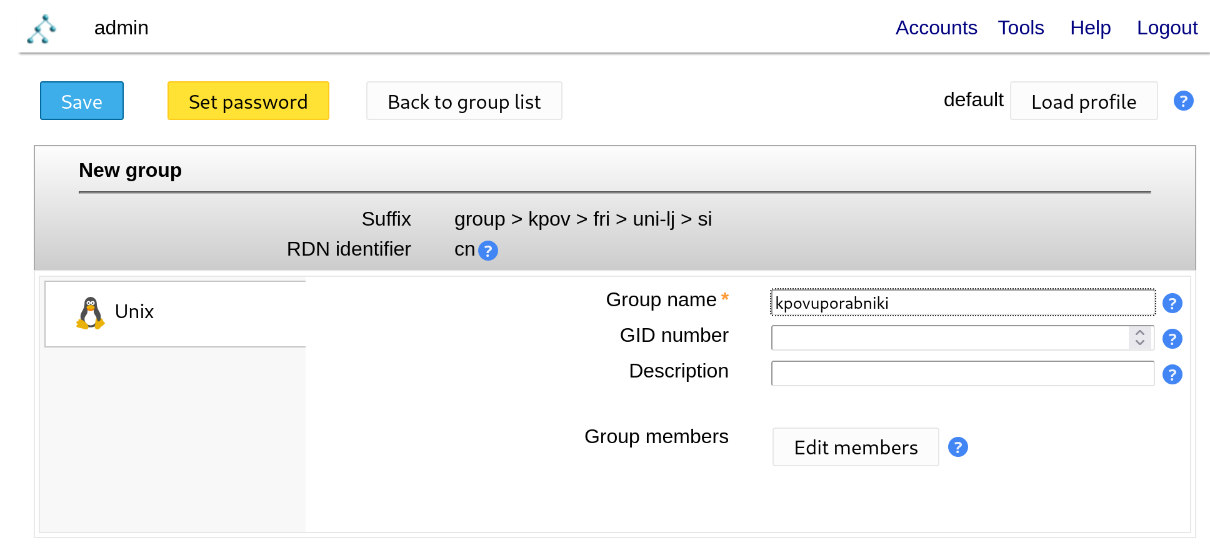 admin Accounts Tools Help Logout
Save Set password Back to group list default Load profile ?
New group
Suffix group > kpov > fri > uni-lj > si
RDN identifier cn ?
Unix
Group name * kpovuporabniki ?
GID number ?
Description ?
Group members Edit members ?